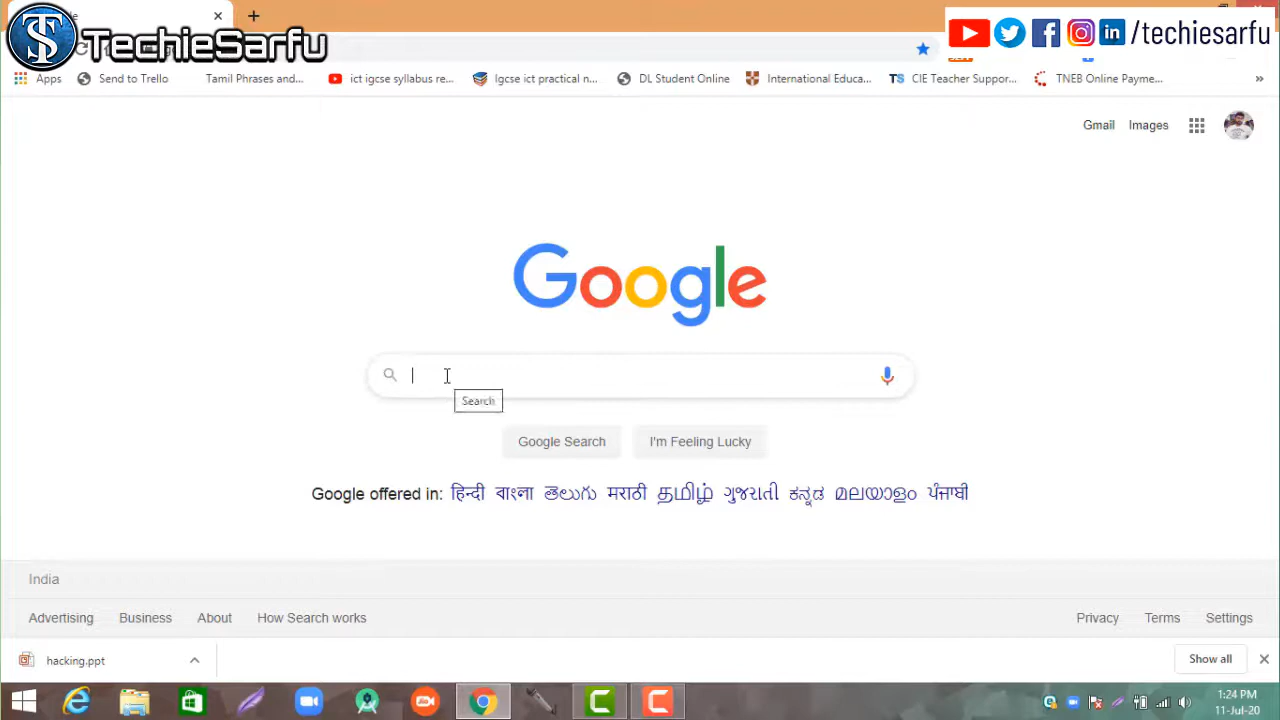 TechieSarfu
/techiesarfu
Apps Send to Trello Tamil Phrases and... ict igcse syllabus re... Igcse ict practical n... DL Student Online International Educa... CIE Teacher Suppor... TNEB Online Payme... »
Gmail Images
Google
Search
Google Search I'm Feeling Lucky
Google offered in: हिन्दी বাংলা తెలుగు मराठी தமிழ் ગુજરાતી ಕನ್ನಡ മലയാളം ਪੰਜਾਬੀ
India
Advertising Business About How Search works Privacy Terms Settings
hacking.ppt Show all
1:24 PM
11-Jul-20